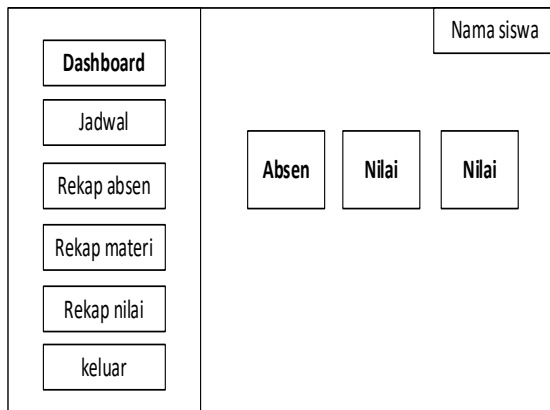 Nama siswa
Dashboard
Jadwal
Rekap absen
Rekap materi
Rekap nilai
keluar
Absen
Nilai
Nilai